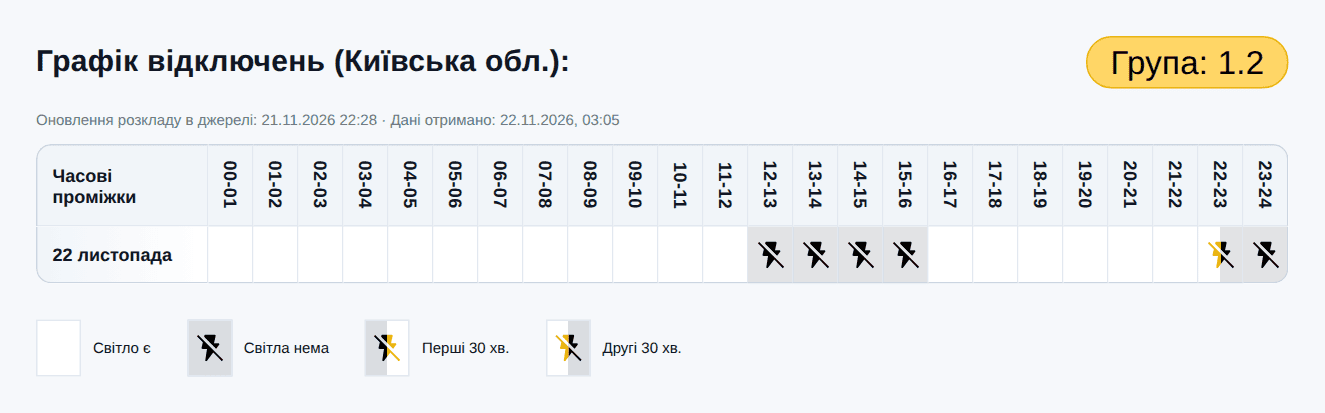 Графік відключень (Київська обл.):
Група: 1.2
Оновлення розкладу в джерелі: 21.11.2026 22:28 · Дані отримано: 22.11.2026, 03:05
Часові
проміжки
00-01
01-02
02-03
03-04
04-05
05-06
06-07
07-08
08-09
09-10
10-11
11-12
12-13
13-14
14-15
15-16
16-17
17-18
18-19
19-20
20-21
21-22
22-23
23-24
22 листопада
Світло є
Світла нема
Перші 30 хв.
Другі 30 хв.